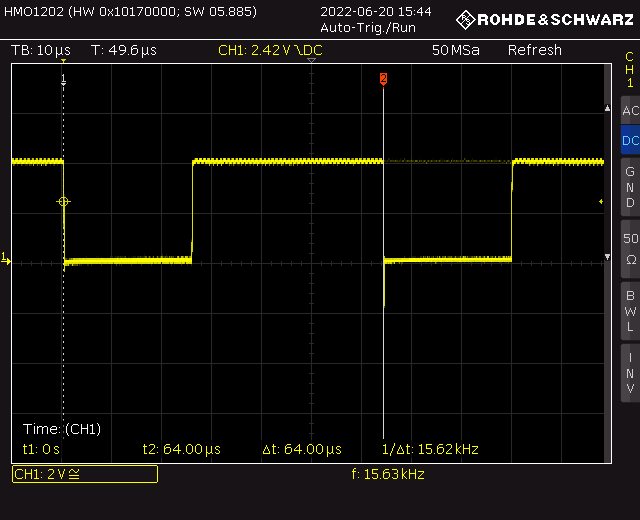 HMO1202 (HW 0x10170000; SW 05.885)
2022-06-20 15:44
Auto-Trig./Run
ROHDE&SCHWARZ
TB: 10 µs T: 49.6 µs CH1: 2.42 V DC 50 MSa Refresh
CH1
1
2
AC
DC
GND
1
50
Ω
BWL
INV
Time: (CH1)
t1: 0 s t2: 64.00 µs Δt: 64.00 µs 1/Δt: 15.62 kHz
CH1: 2 V
f: 15.63 kHz